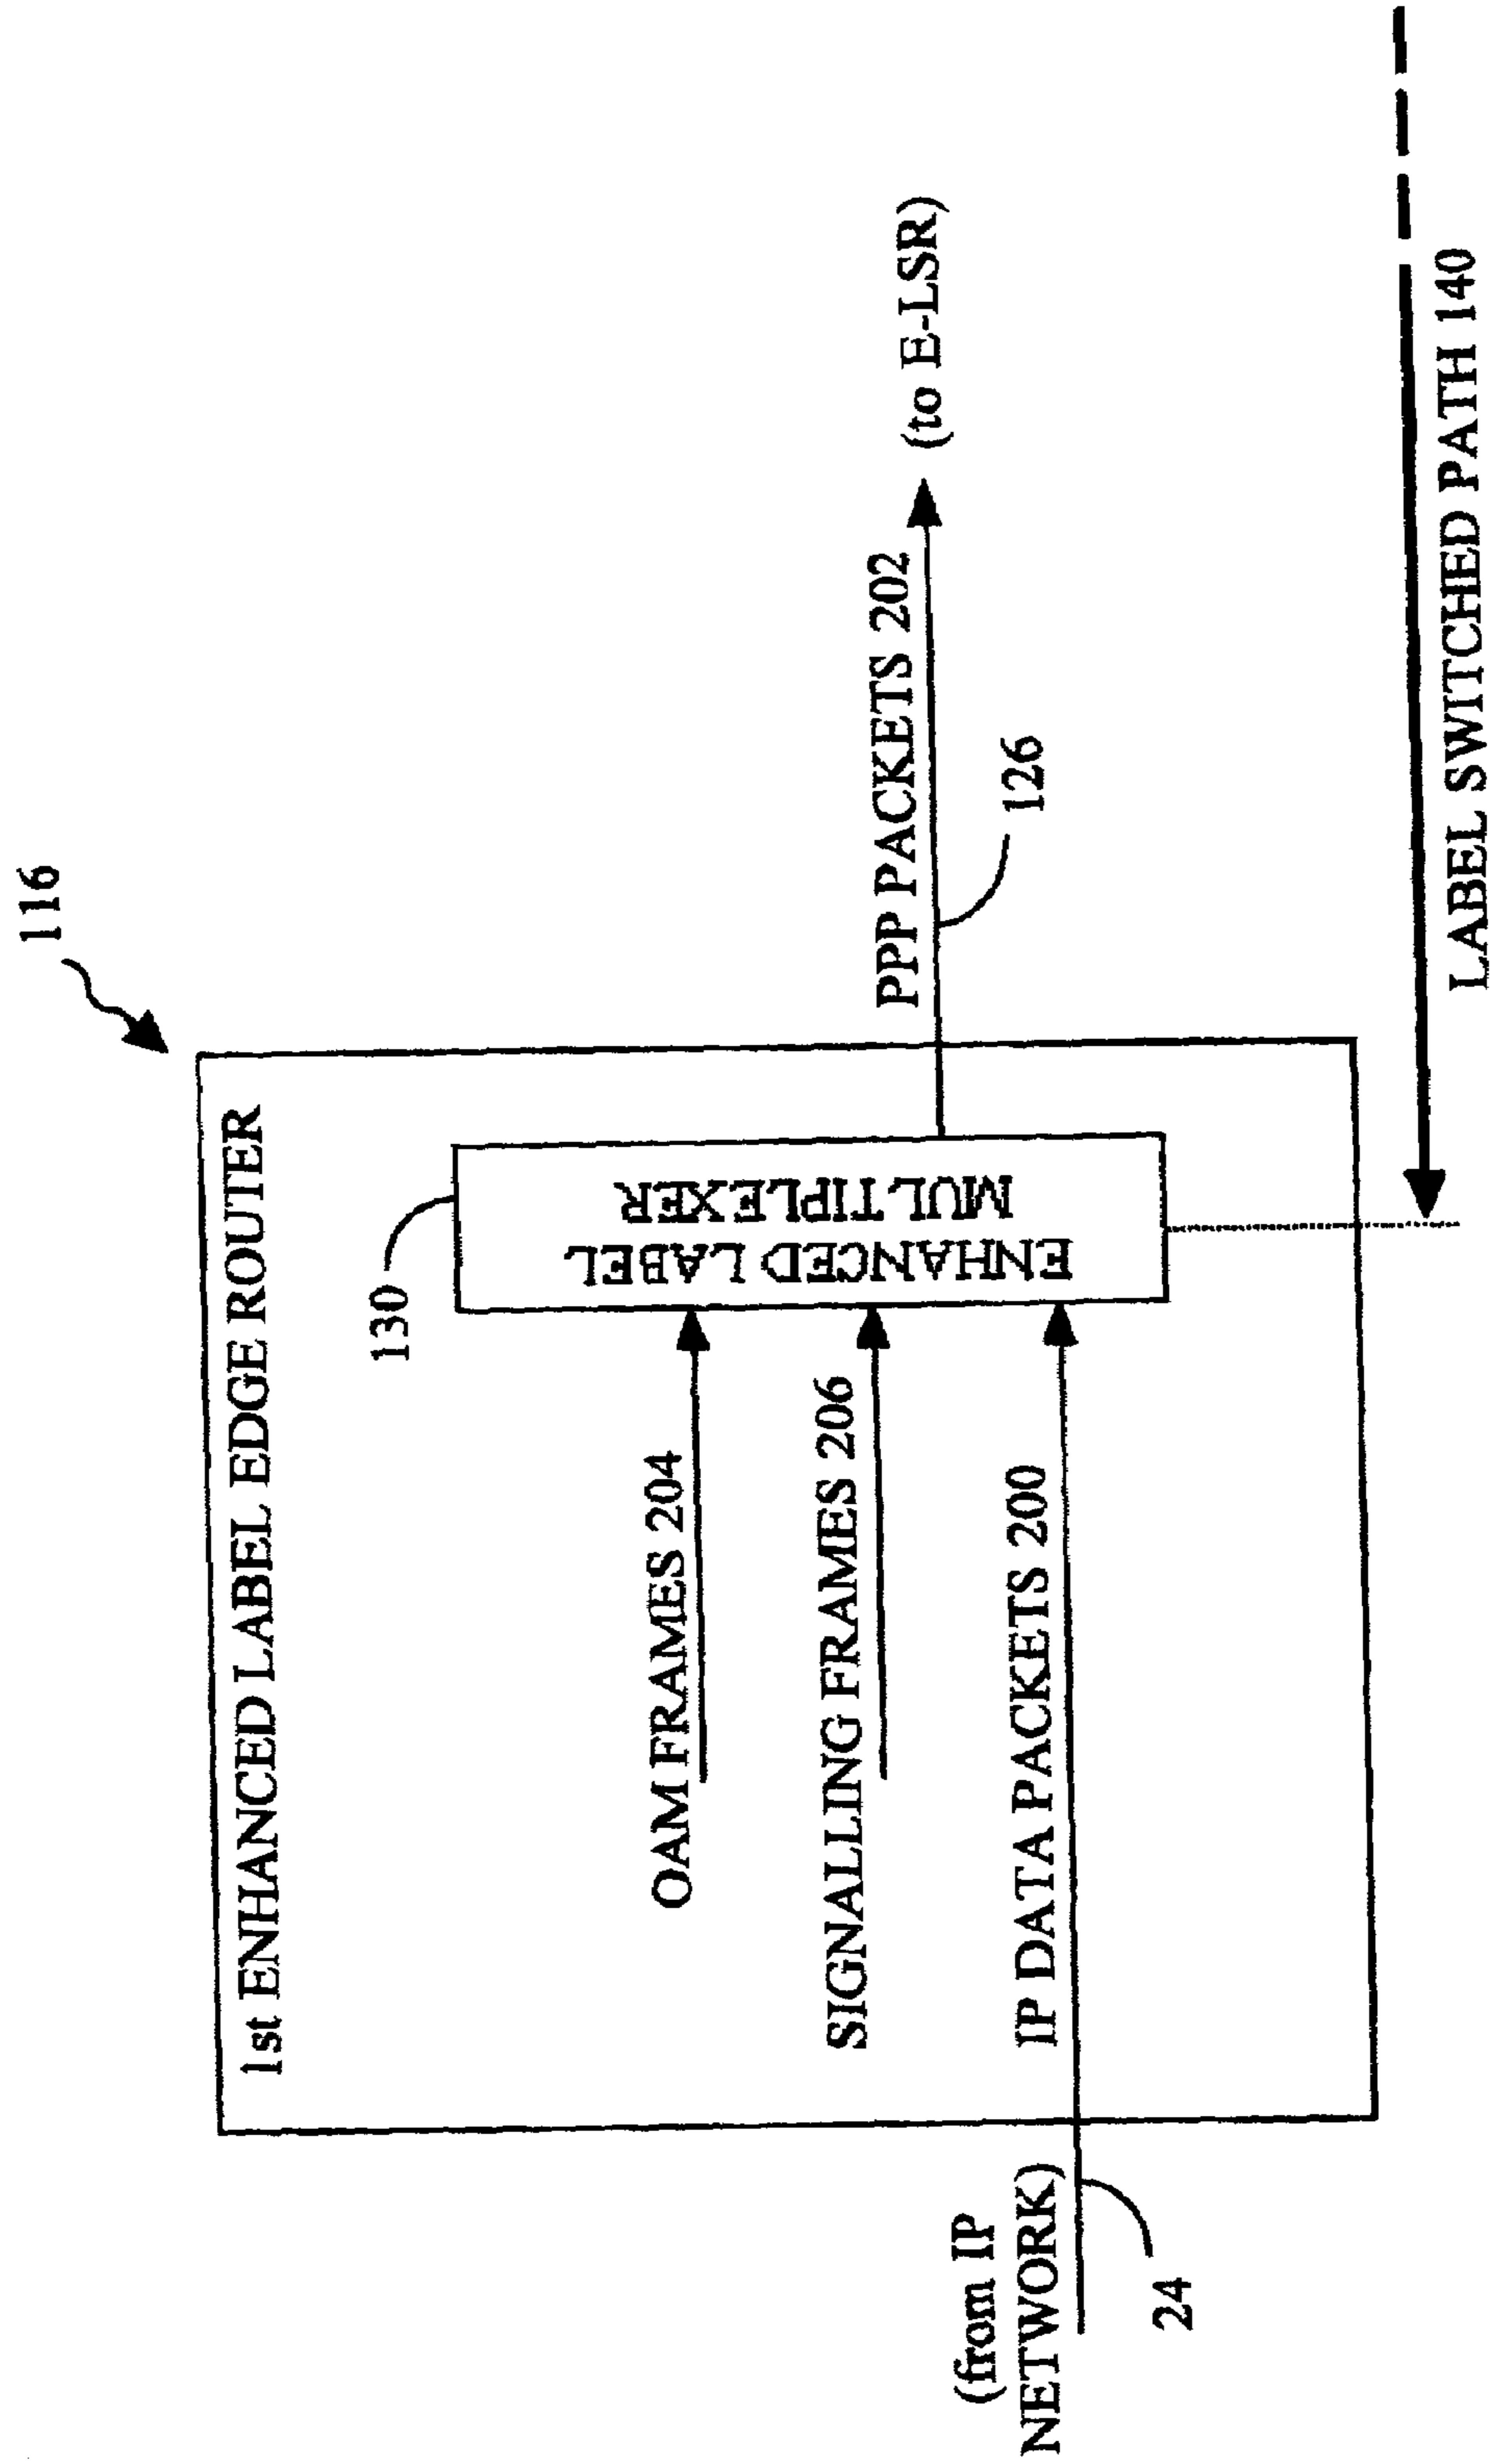 116
1st ENHANCED LABEL EDGE ROUTER
130
OAM FRAMES 204
ENHANCED LABEL
MULTIPLEXER
SIGNALLING FRAMES 206
PPP PACKETS 202
(to E-LSR)
(from IP
NETWORK)
IP DATA PACKETS 200
126
24
LABEL SWITCHED PATH 140